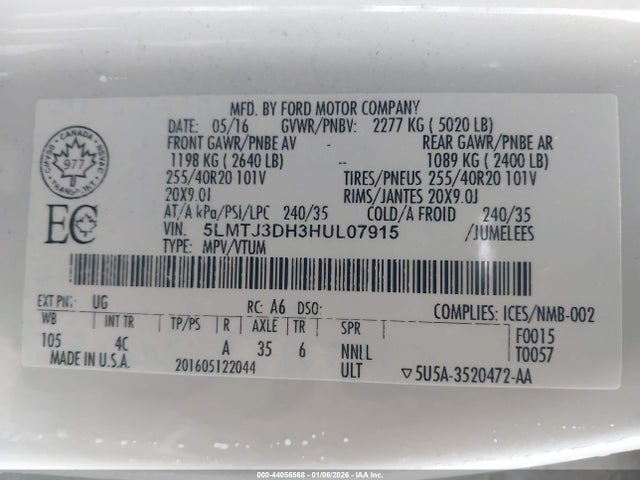 MFD. BY FORD MOTOR COMPANY
DATE: 05/16 GVWR/PNBV: 2277 KG ( 5020 LB)
FRONT GAWR/PNBE AV REAR GAWR/PNBE AR
1198 KG ( 2640 LB) -- 1089 KG ( 2400 LB)
255/40R20 101V TIRES/PNEUS 255/40R20 101V
20X9.0J -- RIMS/JANTES 20X9.0J
AT/A kPa/PSI/LPC 240/35 COLD/A FROID 240/35
VIN. 5LMTJ3DH3HUL07915 /JUMELEES
TYPE: MPV/VTUM
CANADA
977
TRANSPORT
EC
EXT PNT: UG RC: A6 DSO: COMPLIES: ICES/NMB-002
WB INT TR TP/PS R AXLE TR SPR F0015
105 4C A 35 6 NNLL T0057
MADE IN U.S.A. 201605122044 ULT ▽5U5A-3520472-AA
000-44056568 - 01/06/2026 - IAAI.COM